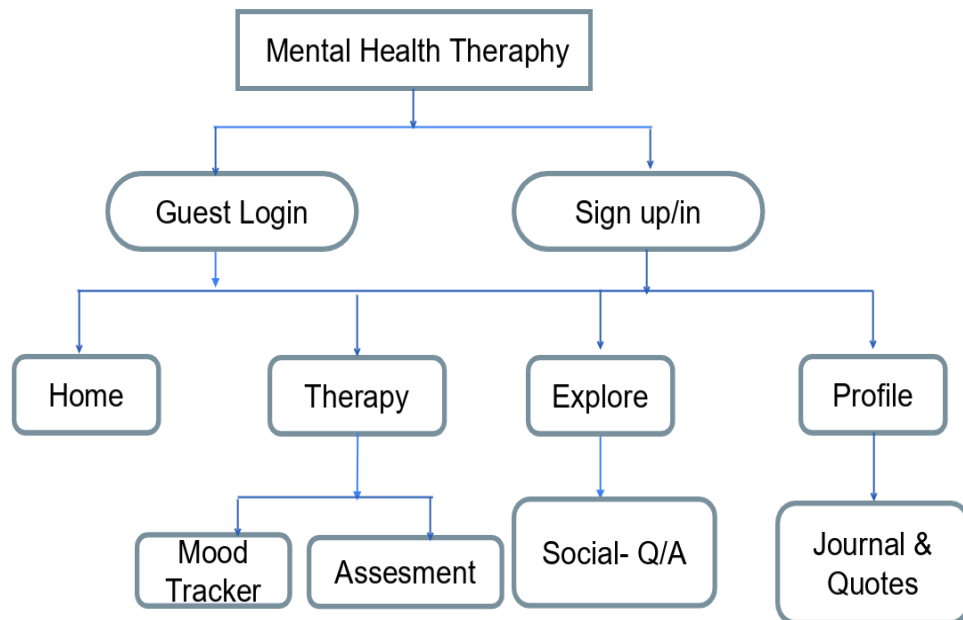 Mental Health Theraphy
Guest Login
Sign up/in
Home
Therapy
Explore
Profile
Mood
Tracker
Assesment
Social- Q/A
Journal &
Quotes